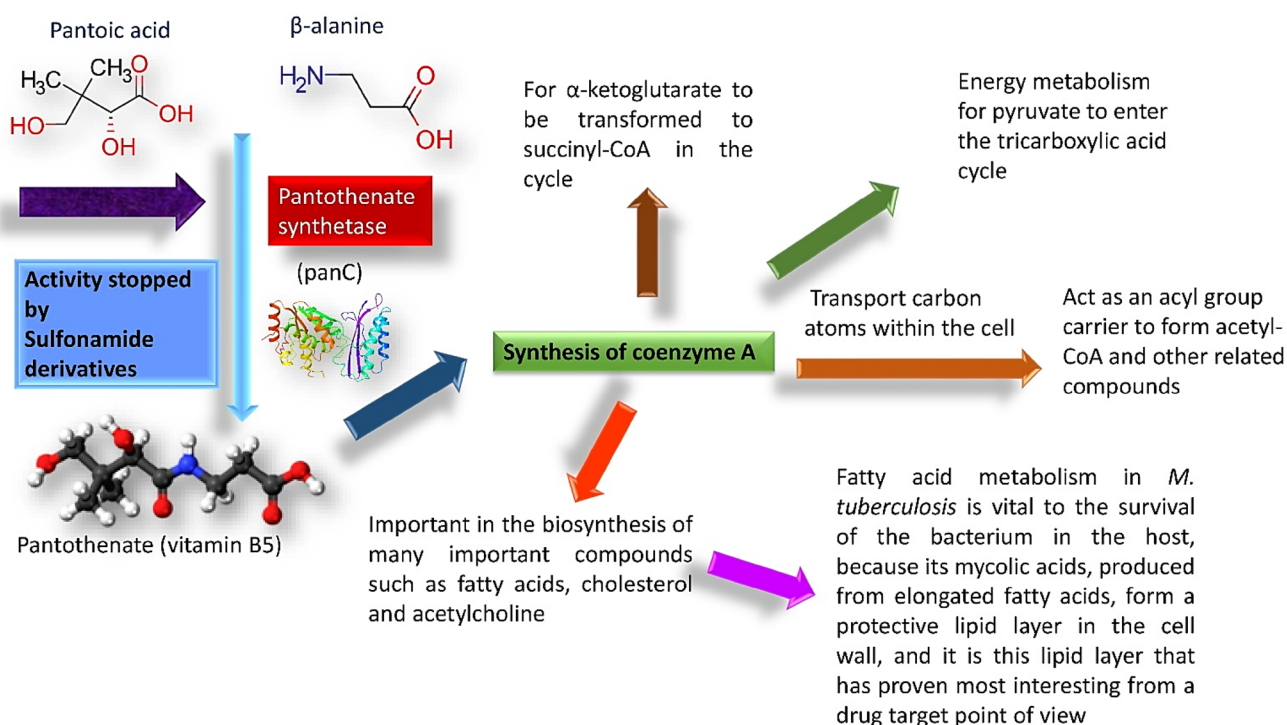 Pantoic acid
H₃C
CH₃
O
OH
HO
OH
β-alanine
H₂N
O
OH
Pantothenate
synthetase
(panC)
Activity stopped
by
Sulfonamide
derivatives
Pantothenate (vitamin B5)
For α-ketoglutarate to
be transformed to
succinyl-CoA in the
cycle
Energy metabolism
for pyruvate to enter
the tricarboxylic acid
cycle
Synthesis of coenzyme A
Transport carbon
atoms within the cell
Act as an acyl group
carrier to form acetyl-
CoA and other related
compounds
Important in the biosynthesis of
many important compounds
such as fatty acids, cholesterol
and acetylcholine
Fatty acid metabolism in M.
tuberculosis is vital to the survival
of the bacterium in the host,
because its mycolic acids, produced
from elongated fatty acids, form a
protective lipid layer in the cell
wall, and it is this lipid layer that
has proven most interesting from a
drug target point of view